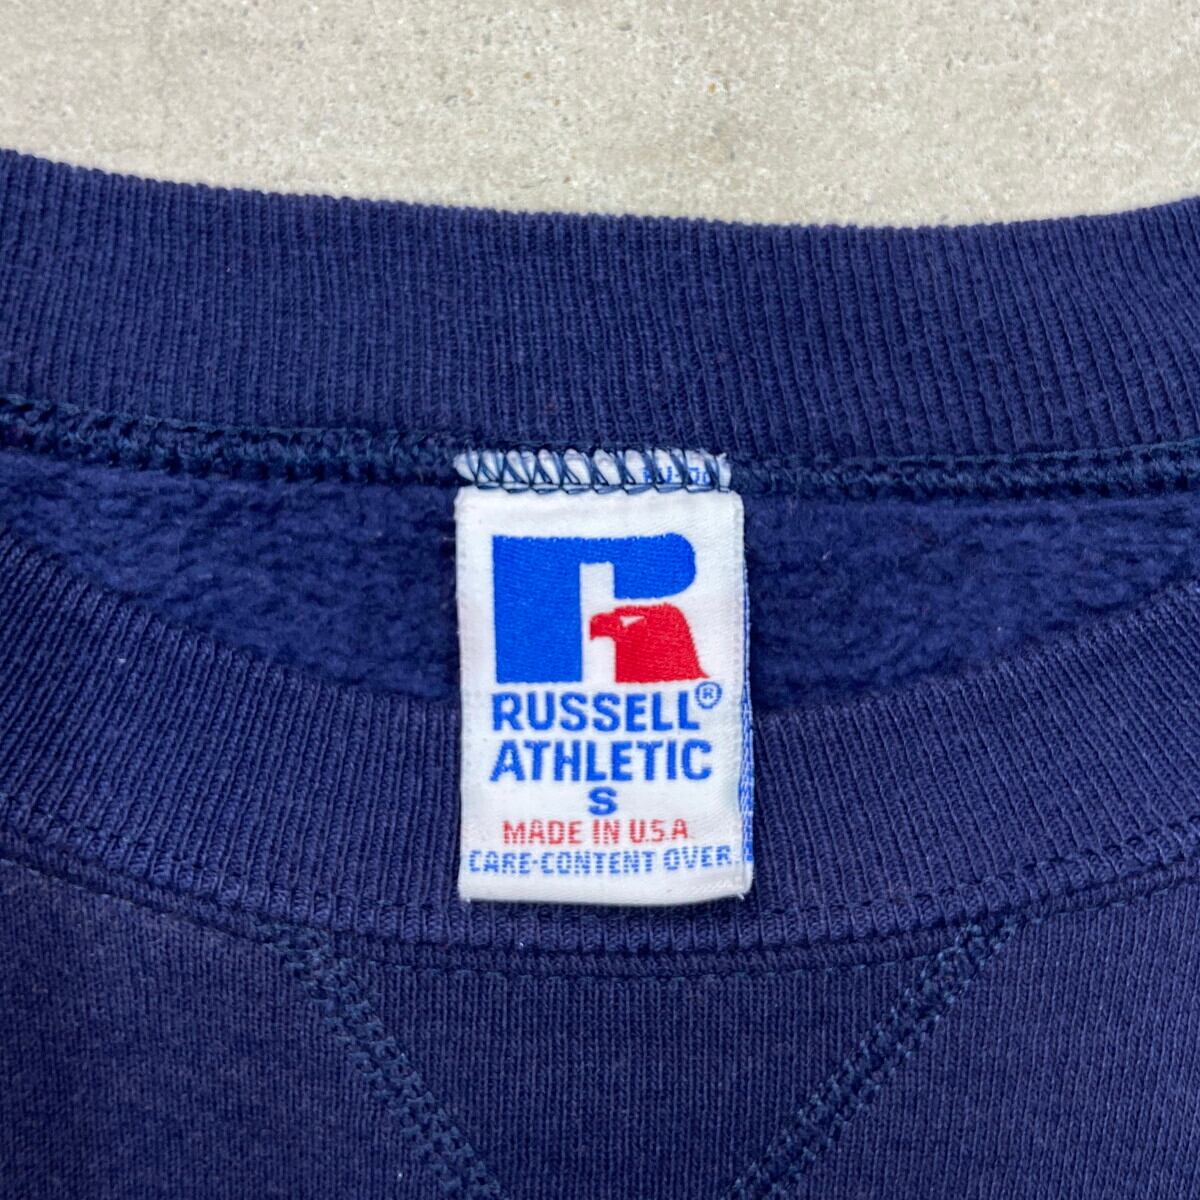 RUSSELL®
ATHLETIC
S
MADE IN U.S.A.
CARE-CONTENT OVER